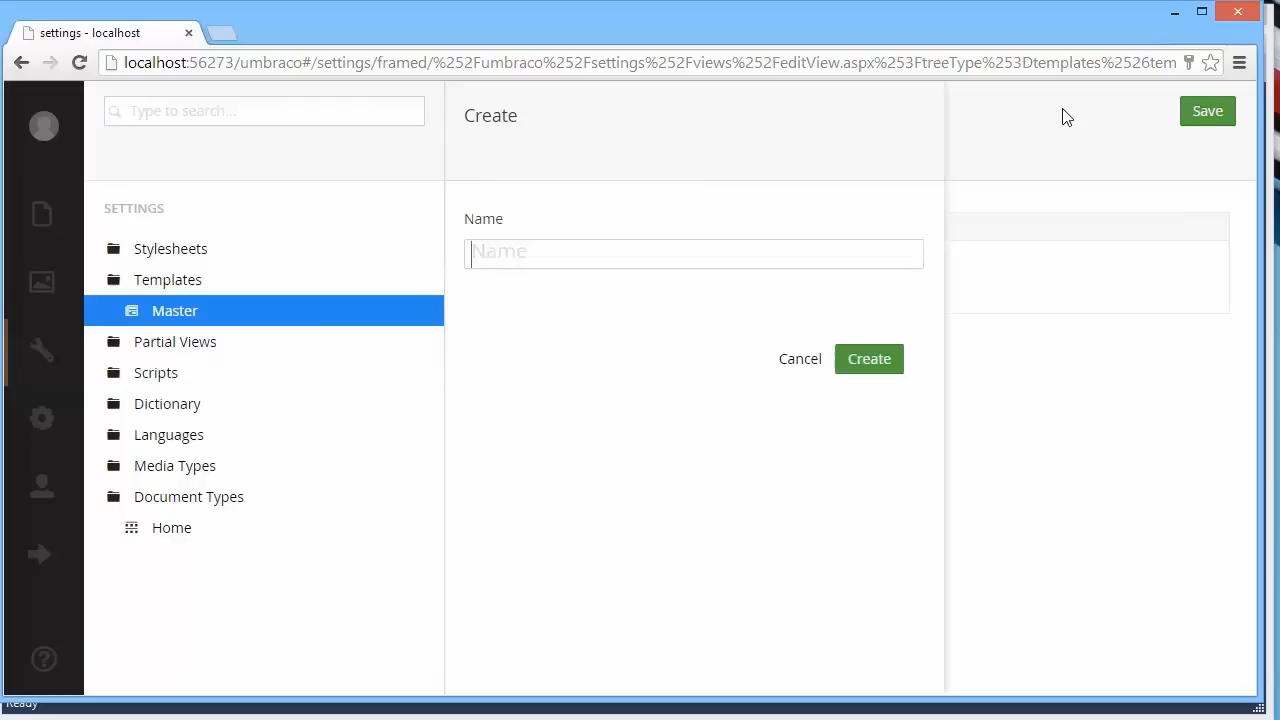 settings - localhost
localhost:56273/umbraco#/settings/framed/%252Fumbraco%252Fsettings%252Fviews%252FeditView.aspx%253FtreeType%253Dtemplates%2526tem
Type to search...
Create
Save
SETTINGS
Name
Stylesheets
Name
Templates
Master
Partial Views
Cancel
Create
Scripts
Dictionary
Languages
Media Types
Document Types
Home
Ready